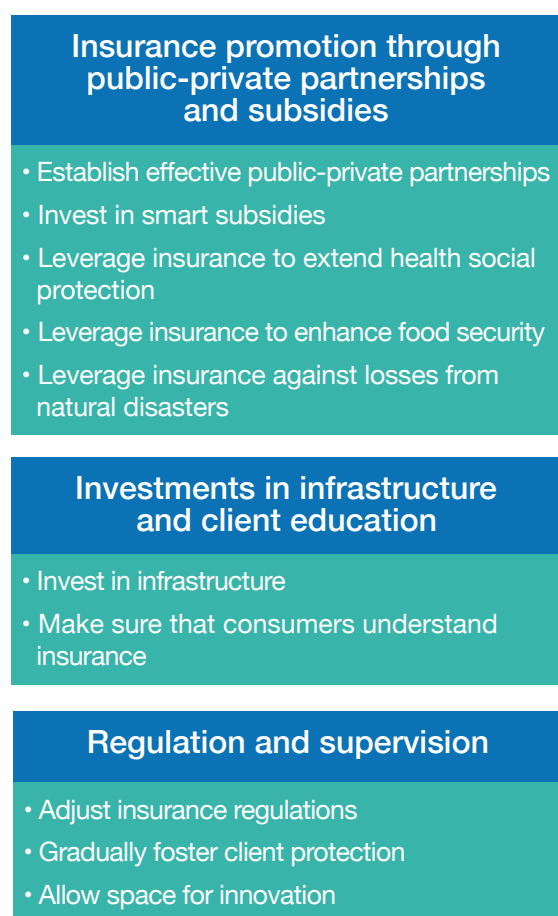 Insurance promotion through
public-private partnerships
and subsidies
• Establish effective public-private partnerships
• Invest in smart subsidies
• Leverage insurance to extend health social
protection
• Leverage insurance to enhance food security
• Leverage insurance against losses from
natural disasters
Investments in infrastructure
and client education
• Invest in infrastructure
• Make sure that consumers understand
insurance
Regulation and supervision
• Adjust insurance regulations
• Gradually foster client protection
• Allow space for innovation